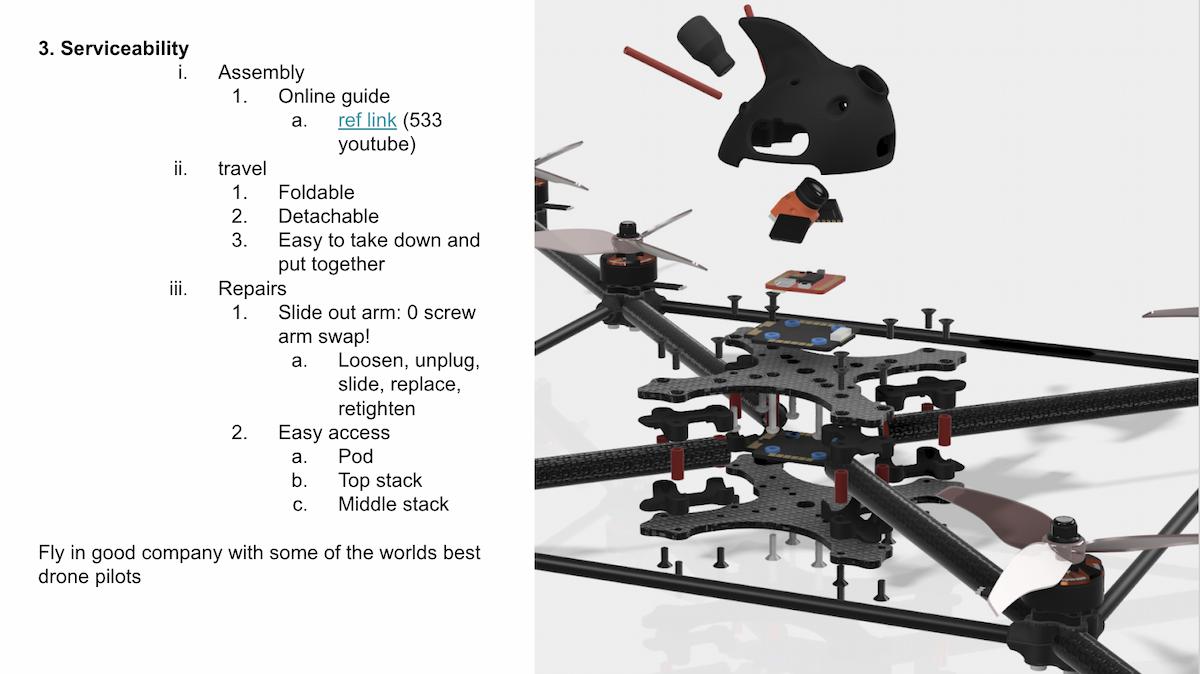 3. Serviceability
i. Assembly
1. Online guide
a. ref link (533
youtube)
ii. travel
1. Foldable
2. Detachable
3. Easy to take down and
put together
iii. Repairs
1. Slide out arm: 0 screw
arm swap!
a. Loosen, unplug,
slide, replace,
retighten
2. Easy access
a. Pod
b. Top stack
c. Middle stack
Fly in good company with some of the worlds best
drone pilots